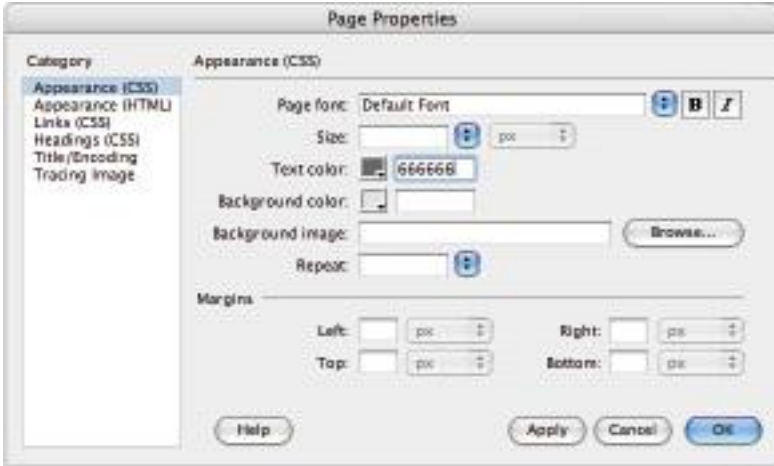 Page Properties
Category
Appearance (CSS)
Appearance (HTML)
Links (CSS)
Headings (CSS)
Title/Encoding
Tracing Image
Appearance (CSS)
Page font: Default Font B I
Size: px
Text color: 666666
Background color:
Background image: Browse...
Repeat:
Margins
Left: px Right: px
Top: px Bottom: px
Help Apply Cancel OK